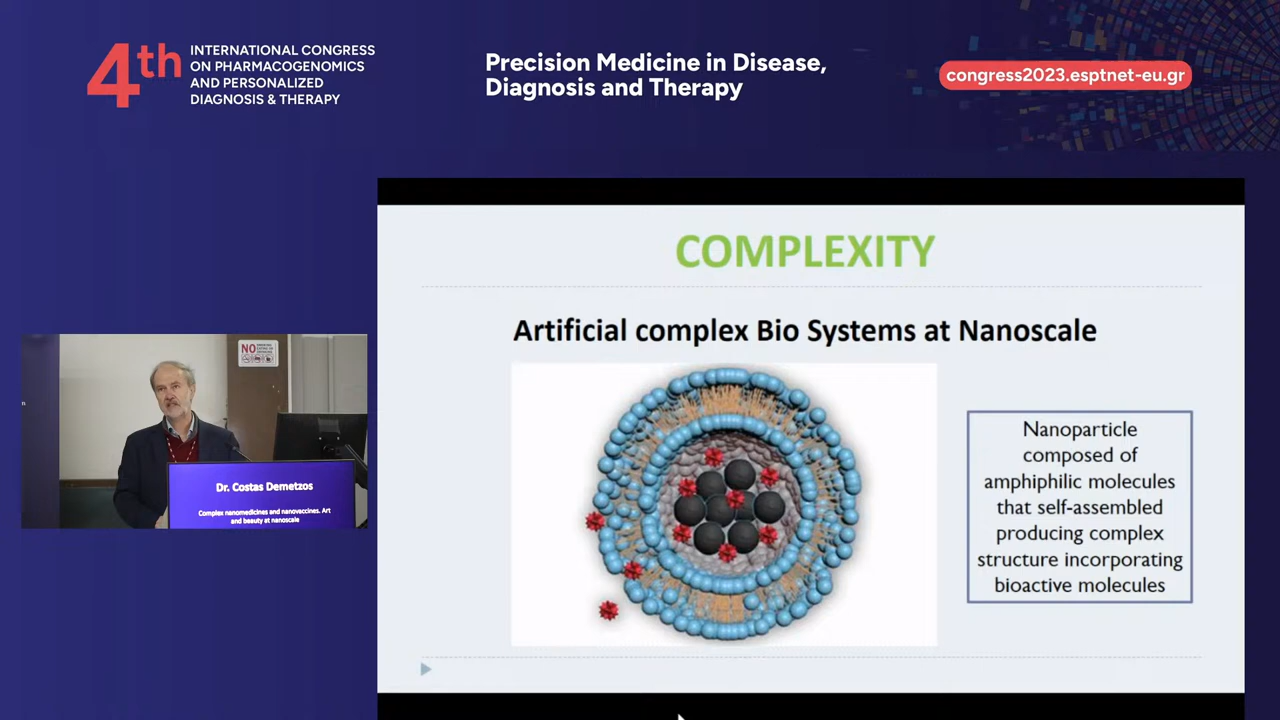 4th
INTERNATIONAL CONGRESS
ON PHARMACOGENOMICS
AND PERSONALIZED
DIAGNOSIS & THERAPY
Precision Medicine in Disease,
Diagnosis and Therapy
congress2023.esptnet-eu.gr
COMPLEXITY
Artificial complex Bio Systems at Nanoscale
Nanoparticle
composed of
amphiphilic molecules
that self-assembled
producing complex
structure incorporating
bioactive molecules
NO
Dr. Costas Demetzos
Complex nanomedicines and nanoveccines. Art
and beauty at nanoscale